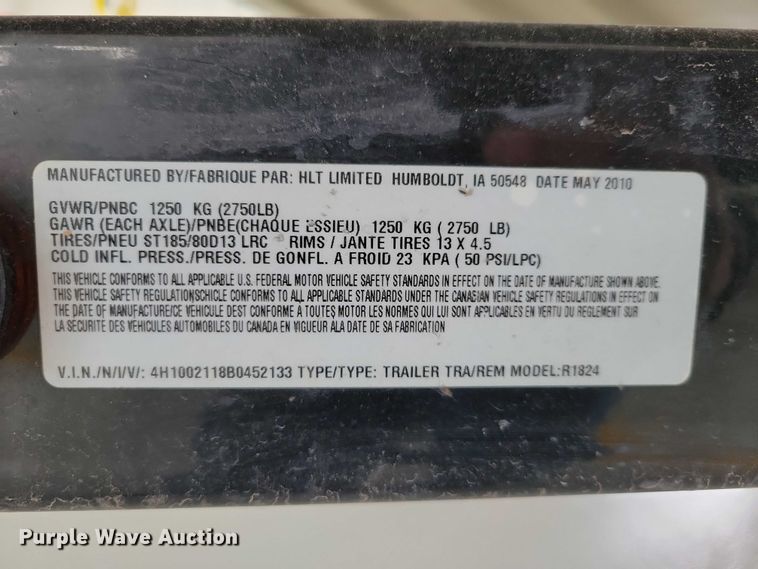 MANUFACTURED BY/FABRIQUE PAR: HLT LIMITED HUMBOLDT, IA 50548 DATE MAY 2010
GVWR/PNBC 1250 KG (2750LB)
GAWR (EACH AXLE)/PNBE(CHAQUE ESSIEU) 1250 KG ( 2750 LB)
TIRES/PNEU ST185/80D13 LRC RIMS / JANTE TIRES 13 X 4.5
COLD INFL. PRESS./PRESS. DE GONFL. A FROID 23 KPA ( 50 PSI/LPC)
THIS VEHICLE CONFORMS TO ALL APPLICABLE U.S. FEDERAL MOTOR VEHICLE SAFETY STANDARDS IN EFFECT ON THE DATE OF MANUFACTURE SHOWN ABOVE.
THIS VEHICLE SAFETY REGULATIONSCHICLE CONFORMS TO ALL APPLICABLE STANDARDS UNDER THE CANASIAN VEHICLE SAFETY REGULATIONS IN EFFECT ON
THE DATE OF MANUFACTURE/CE VEHICULE DATE SE CONFORME A TOUTES MOTOR LES NORMES QUI LUI SONT APPLICABLES EN VERTU DU REGLEMENT SUR
LA SECURITE DES VEHICULES AUTOMOBILES DU CANADA EN VIGUEUR ALA DATE DE SA FABRICATION
V.I.N./N/I/V/: 4H1002118B0452133 TYPE/TYPE: TRAILER TRA/REM MODEL:R1824
Purple Wave Auction